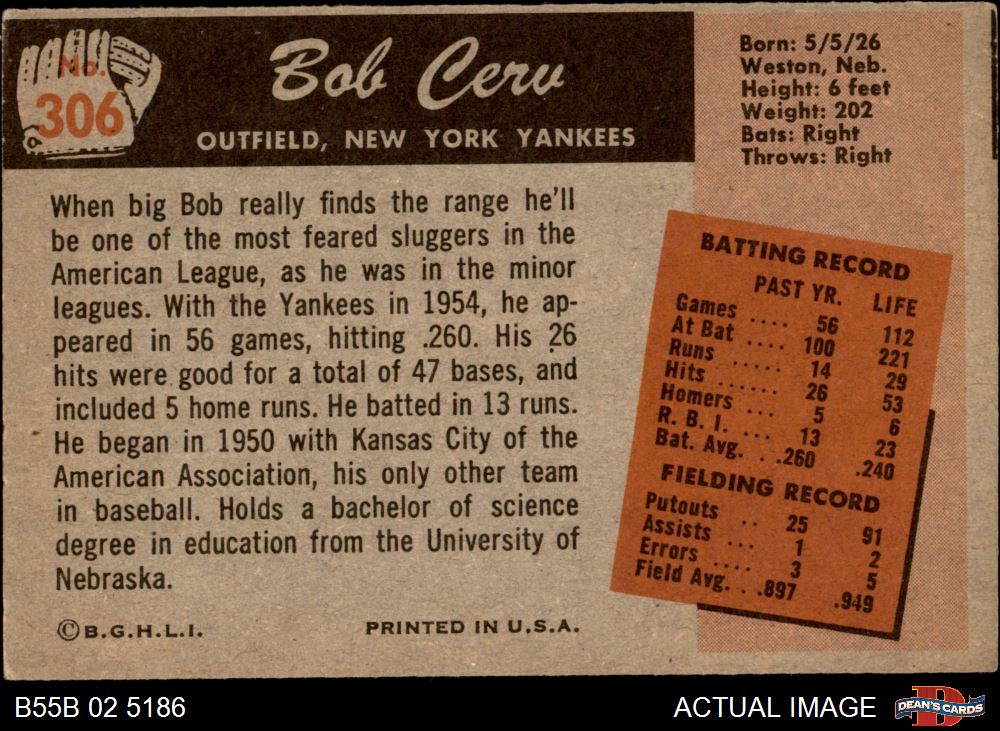 No.
306
Bob Cerv
OUTFIELD, NEW YORK YANKEES
Born: 5/5/26
Weston, Neb.
Height: 6 feet
Weight: 202
Bats: Right
Throws: Right
When big Bob really finds the range he'll
be one of the most feared sluggers in the
American League, as he was in the minor
leagues. With the Yankees in 1954, he ap-
peared in 56 games, hitting .260. His 26
hits were good for a total of 47 bases, and
included 5 home runs. He batted in 13 runs.
He began in 1950 with Kansas City of the
American Association, his only other team
in baseball. Holds a bachelor of science
degree in education from the University of
Nebraska.
BATTING RECORD
PAST YR. LIFE
Games .... 56 112
At Bat .... 100 221
Runs ..... 14 29
Hits ...... 26 53
Homers ... 5 6
R. B. I. ... 13 23
Bat. Avg. . .260 .240
FIELDING RECORD
Putouts .. 25 91
Assists ... 1 2
Errors .... 3 5
Field Avg. . .897 .949
©B.G.H.L.I. PRINTED IN U.S.A.
B55B 02 5186 ACTUAL IMAGE DEAN'S CARDS